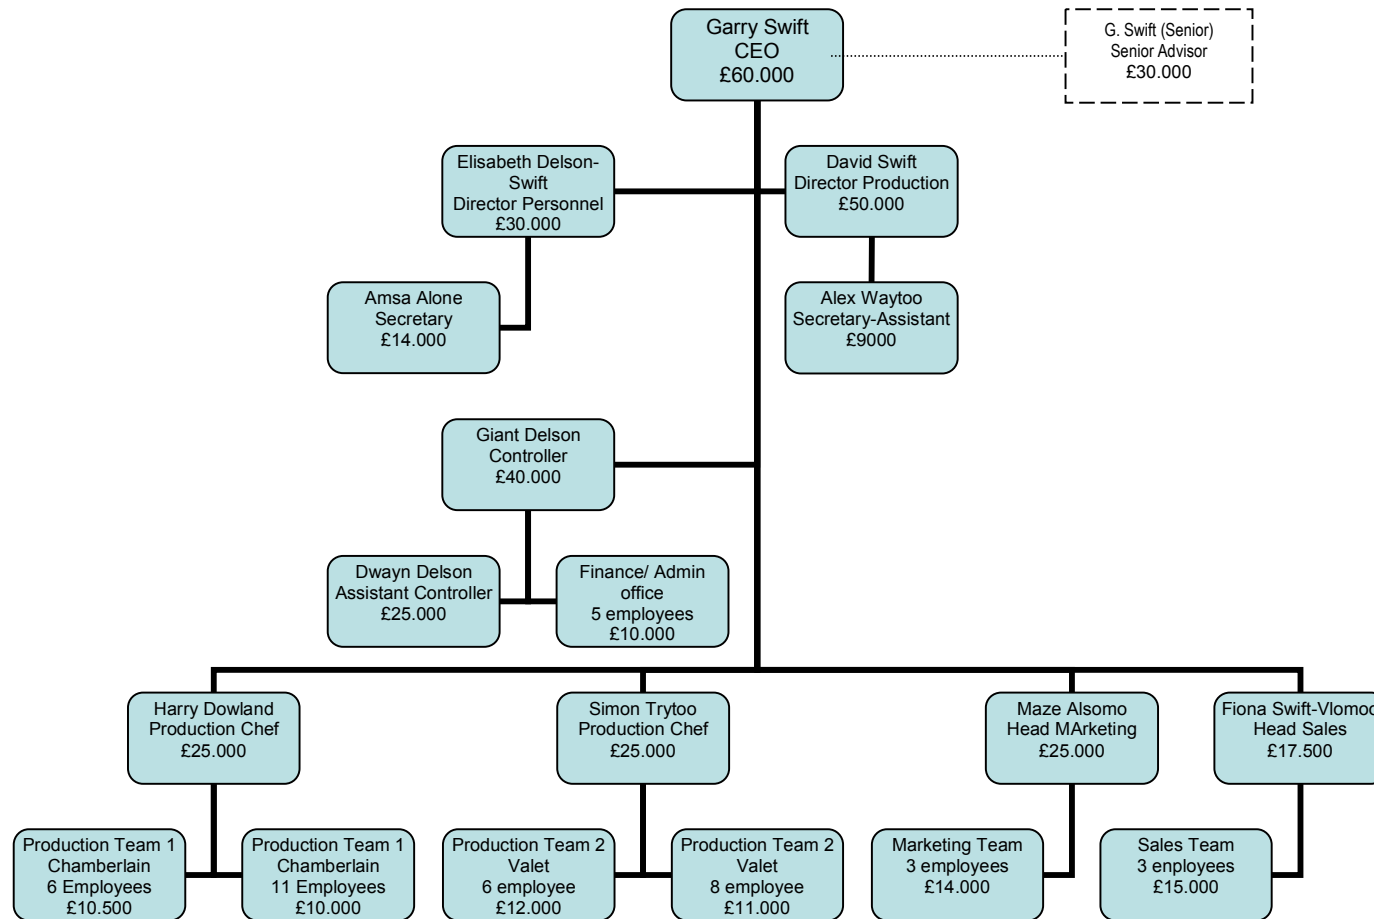 Garry Swift
CEO
£60.000
G. Swift (Senior)
Senior Advisor
£30.000
Elisabeth Delson-
Swift
Director Personnel
£30.000
David Swift
Director Production
£50.000
Amsa Alone
Secretary
£14.000
Alex Waytoo
Secretary-Assistant
£9000
Giant Delson
Controller
£40.000
Dwayn Delson
Assistant Controller
£25.000
Finance/ Admin
office
5 employees
£10.000
Harry Dowland
Production Chef
£25.000
Simon Trytoo
Production Chef
£25.000
Maze Alsomo
Head MArketing
£25.000
Fiona Swift-Vlomoo
Head Sales
£17.500
Production Team 1
Chamberlain
6 Employees
£10.500
Production Team 1
Chamberlain
11 Employees
£10.000
Production Team 2
Valet
6 employee
£12.000
Production Team 2
Valet
8 employee
£11.000
Marketing Team
3 employees
£14.000
Sales Team
3 enployees
£15.000